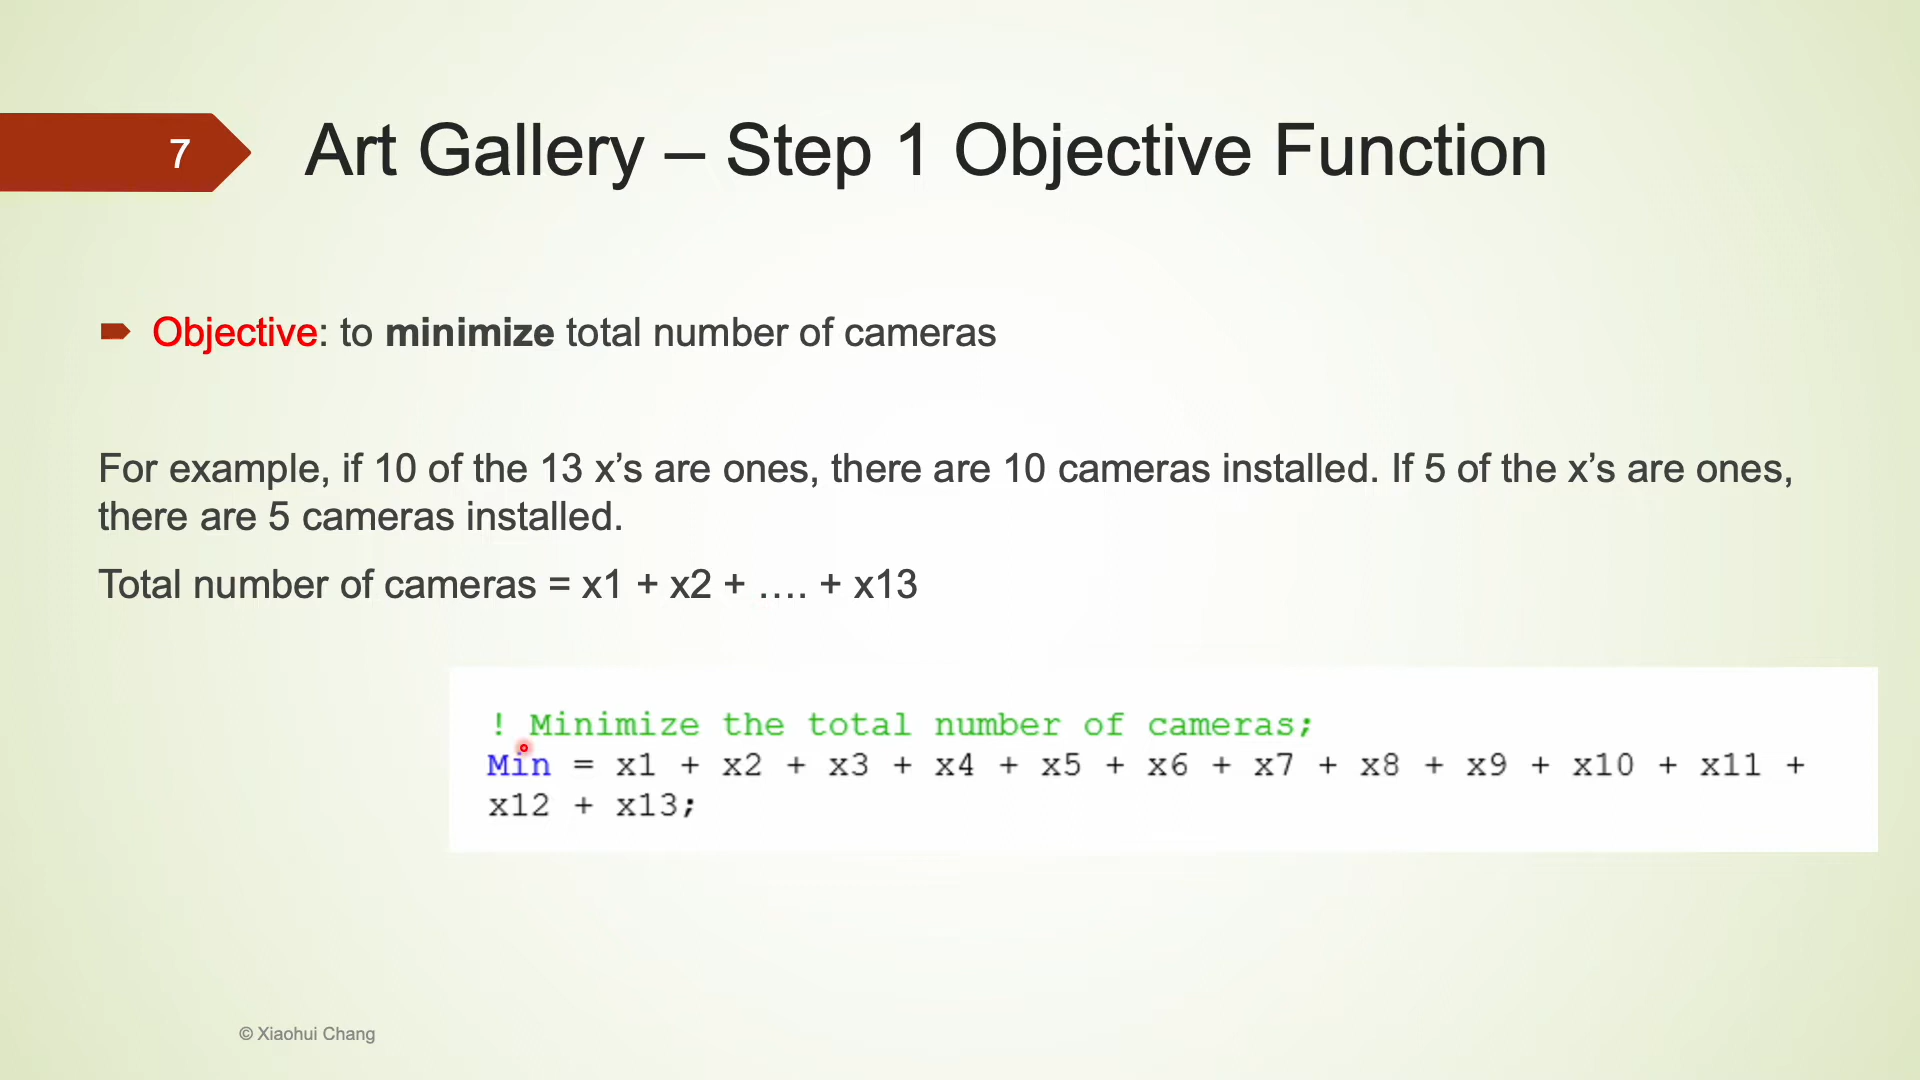 7
Art Gallery – Step 1 Objective Function
Objective: to minimize total number of cameras
For example, if 10 of the 13 x’s are ones, there are 10 cameras installed. If 5 of the x’s are ones,
there are 5 cameras installed.
Total number of cameras = x1 + x2 + …. + x13
! Minimize the total number of cameras;
Min = x1 + x2 + x3 + x4 + x5 + x6 + x7 + x8 + x9 + x10 + x11 +
x12 + x13;
© Xiaohui Chang